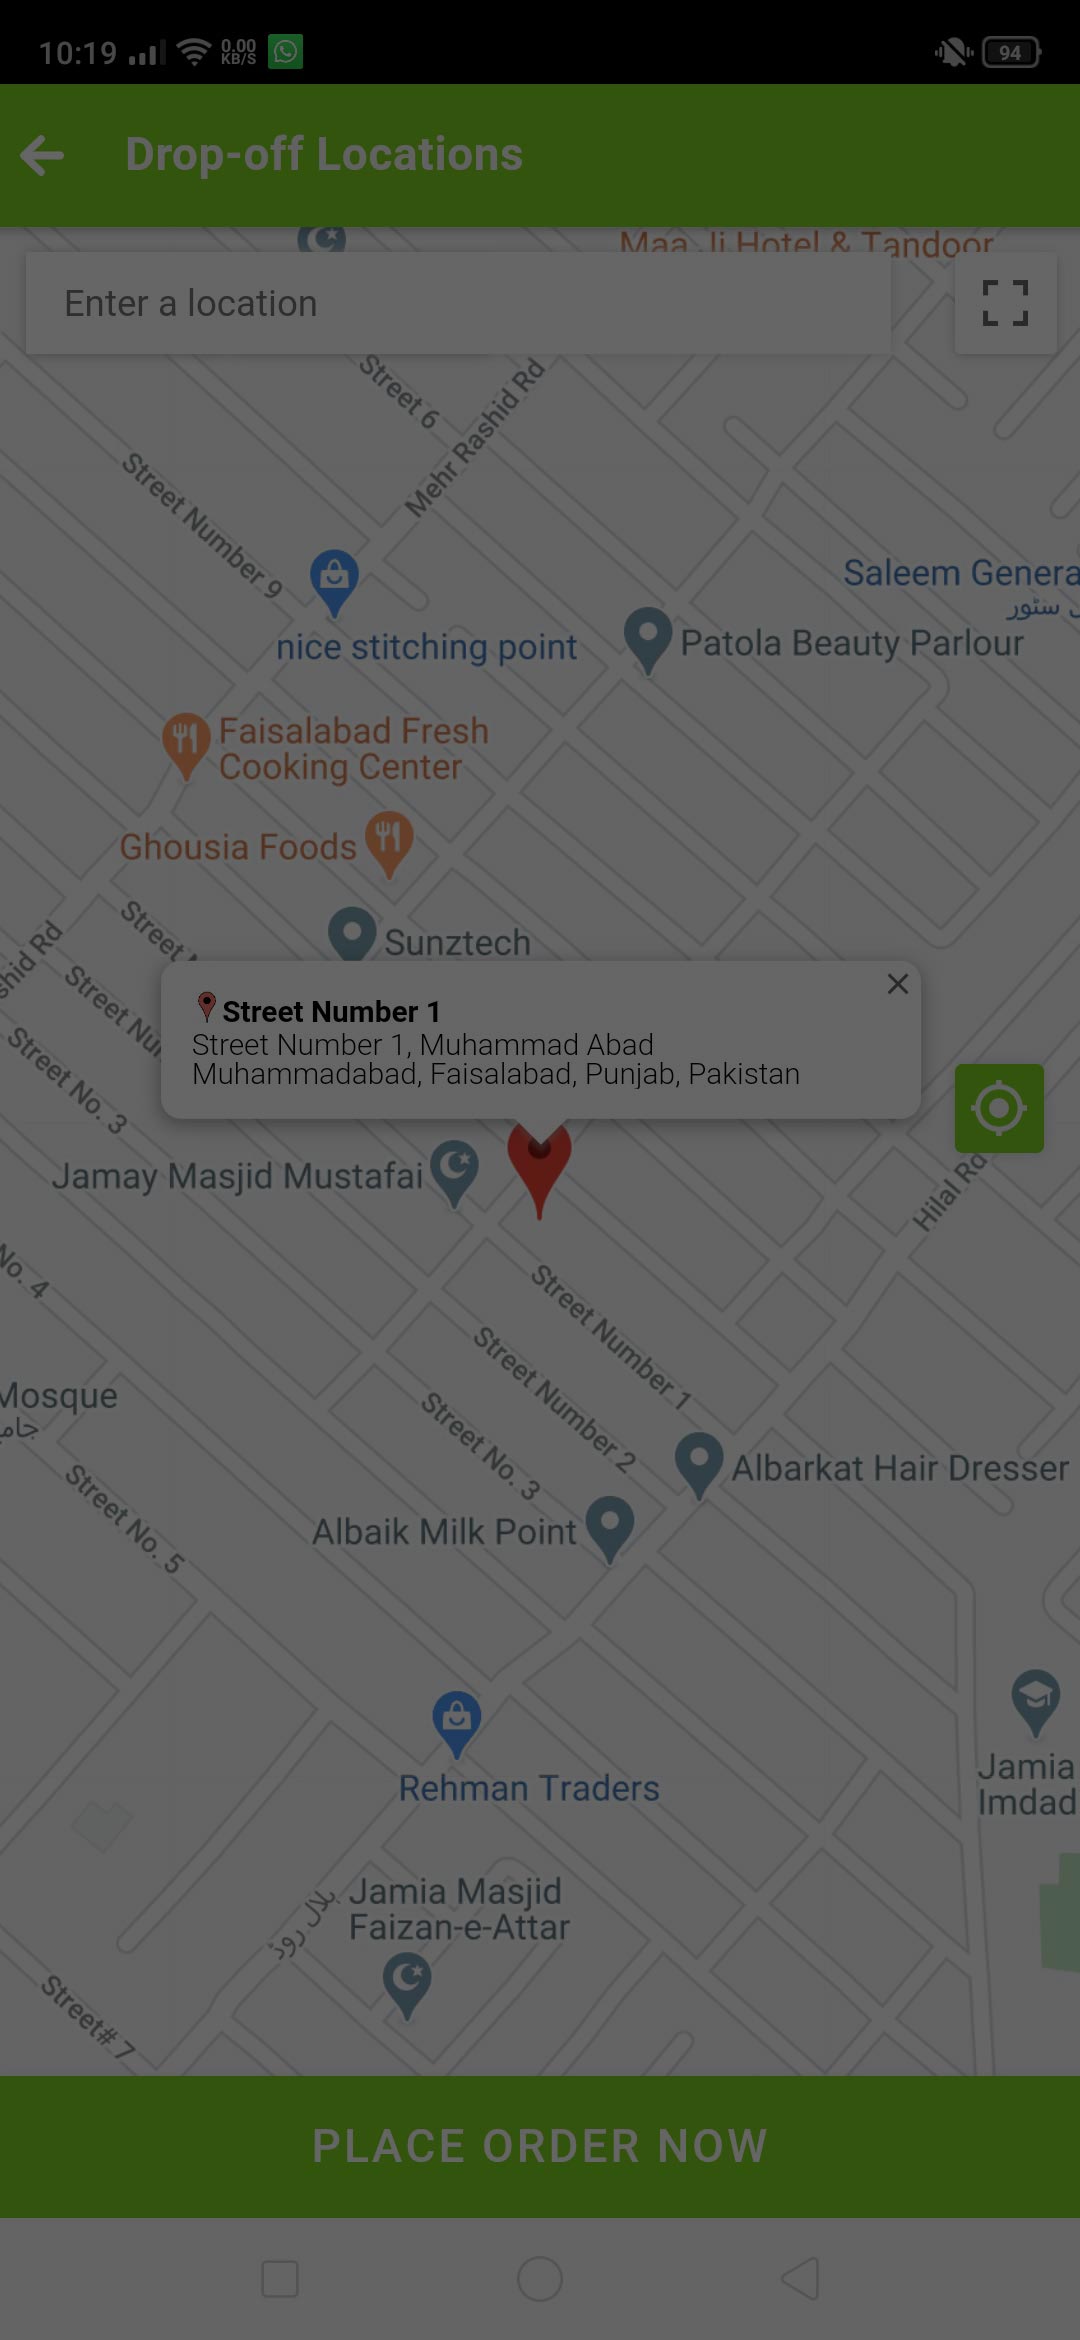 10:19 0.00 KB/S 94
Drop-off Locations
Maa Ji Hotel & Tandoor
Enter a location
Street 6
Mehr Rashid Rd
Street Number 9
Saleem Genera
سٹور
nice stitching point
Patola Beauty Parlour
Faisalabad Fresh
Cooking Center
Ghousia Foods
Street
Sunztech
shid Rd
Street Nu
Street No. 3
Street Number 1
Street Number 1, Muhammad Abad
Muhammadabad, Faisalabad, Punjab, Pakistan
Jamay Masjid Mustafai
Hilal Rd
No. 4
Street Number 1
Street Number 2
Street No. 3
Mosque
جامع
Albarkat Hair Dresser
Street No. 5
Albaik Milk Point
Rehman Traders
Jamia
Imdad
Jamia Masjid
Faizan-e-Attar
بلال روڈ
Street# 7
PLACE ORDER NOW